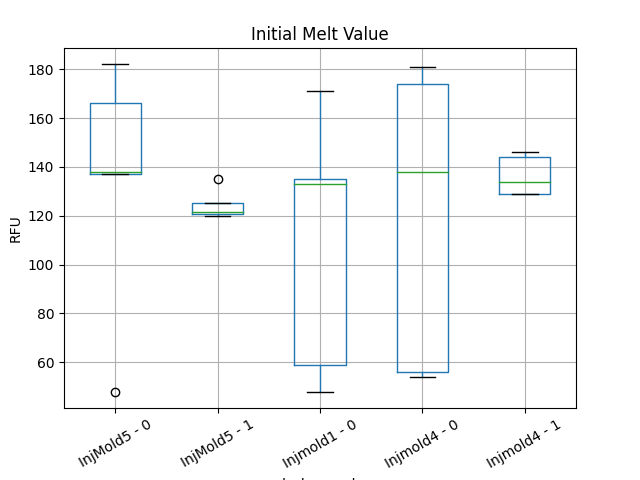 Initial Melt Value
RFU
180
160
140
120
100
80
60
InjMold5 - 0
InjMold5 - 1
Injmold1 - 0
Injmold4 - 0
Injmold4 - 1